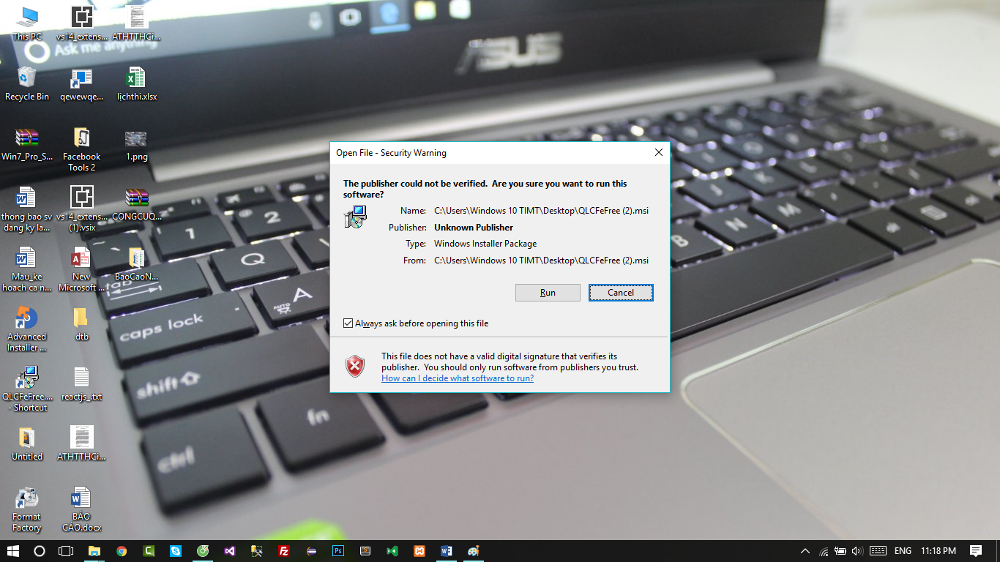 This PC
vs14_extens...
ATHTTHCi...
Ask me anything
ASUS
Recycle Bin
qewewqe...
lichthi.xlsx
Win7_Pro_S...
Facebook
Tools 2
1.png
thong bao sv
dang ky la...
vs14_extens...
(1).vsix
CONGCUQ...
Mau_ke
hoach ca n...
New
Microsoft ...
BaoCaoN...
Advanced
Installer ...
dtb
QLCFeFree....
- Shortcut
reactjs_.txt
Untitled
ATHTTHCi...
Format
Factory
BÁO
CÁO.docx
Open File - Security Warning
The publisher could not be verified. Are you sure you want to run this
software?
Name: C:\Users\Windows 10 TIMT\Desktop\QLCFeFree (2).msi
Publisher: Unknown Publisher
Type: Windows Installer Package
From: C:\Users\Windows 10 TIMT\Desktop\QLCFeFree (2).msi
Run
Cancel
Always ask before opening this file
This file does not have a valid digital signature that verifies its
publisher. You should only run software from publishers you trust.
How can I decide what software to run?
1
2
Q
tab
A
AUTO
caps lock
shift
fn
ctrl
B
N
M
ENG
11:18 PM